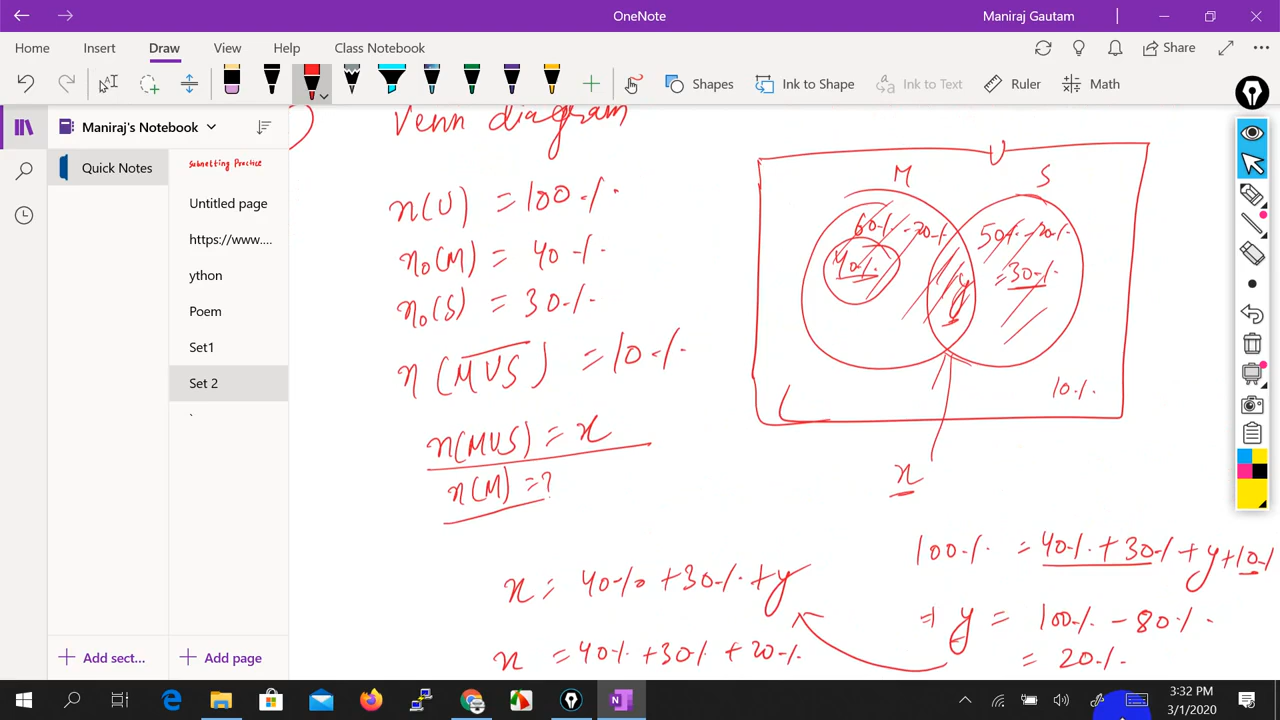 OneNote
Maniraj Gautam
Home Insert Draw View Help Class Notebook
Share
Shapes Ink to Shape Ink to Text Ruler Math
Maniraj's Notebook
Quick Notes
Subnetting Practice
Untitled page
https://www....
ython
Poem
Set1
Set 2
`
Add sect...
Add page
Venn diagram
n(U) = 100 %
n₀(M) = 40 %
n₀(S) = 30 %
n(M̅U̅S̅) = 10 %
n(MUS) = x
n(M) = ?
U
M S
60% - 20% 50% - 20%
40% y = 30%
10%
x
100% = 40% + 30% + y + 10%
x = 40% + 30% + y
⇒ y = 100% - 80%
x = 40% + 30% + 20%
= 20%
3:32 PM
3/1/2020